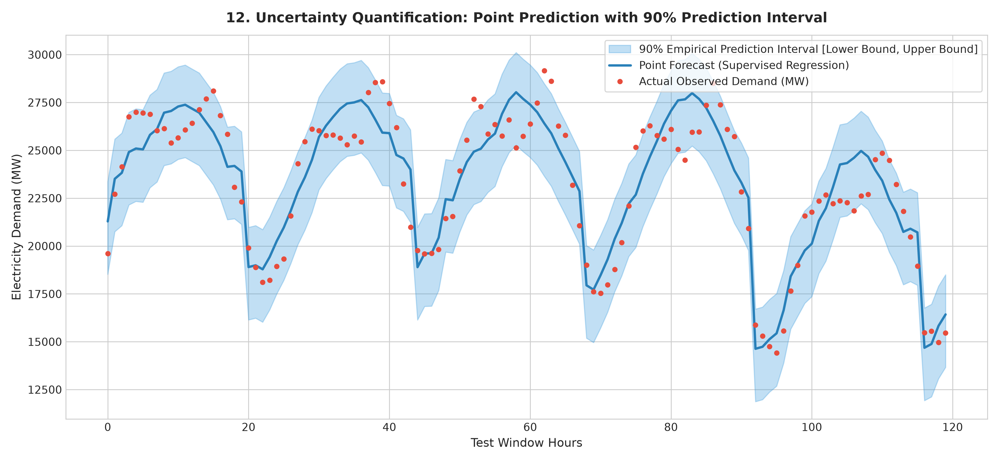 12. Uncertainty Quantification: Point Prediction with 90% Prediction Interval
90% Empirical Prediction Interval [Lower Bound, Upper Bound]
Point Forecast (Supervised Regression)
Actual Observed Demand (MW)
Electricity Demand (MW)
30000
27500
25000
22500
20000
17500
15000
12500
0 20 40 60 80 100 120
Test Window Hours